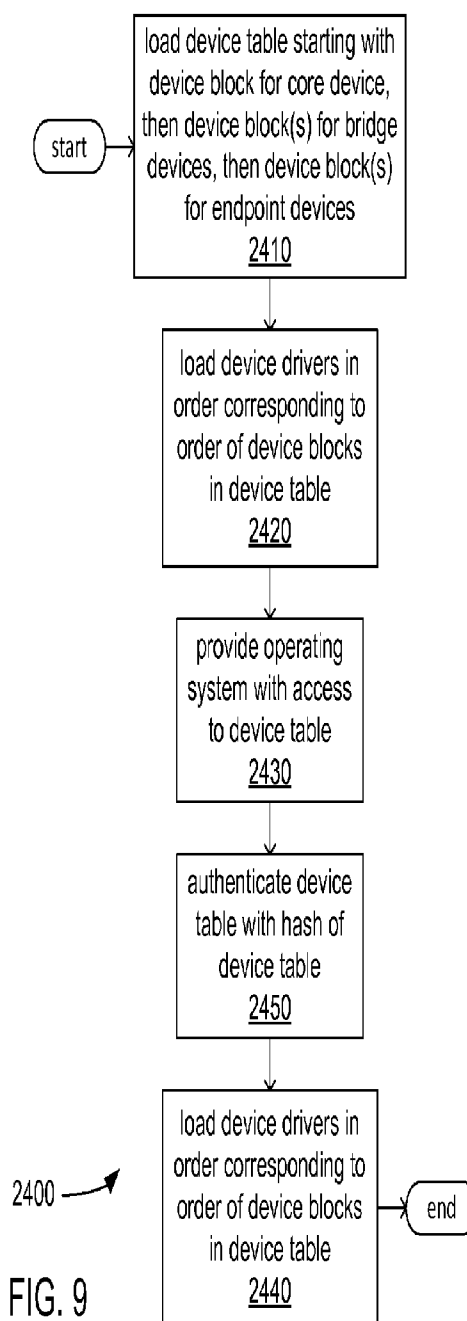 start
load device table starting with
device block for core device,
then device block(s) for bridge
devices, then device block(s)
for endpoint devices
2410
load device drivers in
order corresponding to
order of device blocks
in device table
2420
provide operating
system with access
to device table
2430
authenticate device
table with hash of
device table
2450
load device drivers in
order corresponding to
order of device blocks
in device table
2440
end
2400
FIG. 9